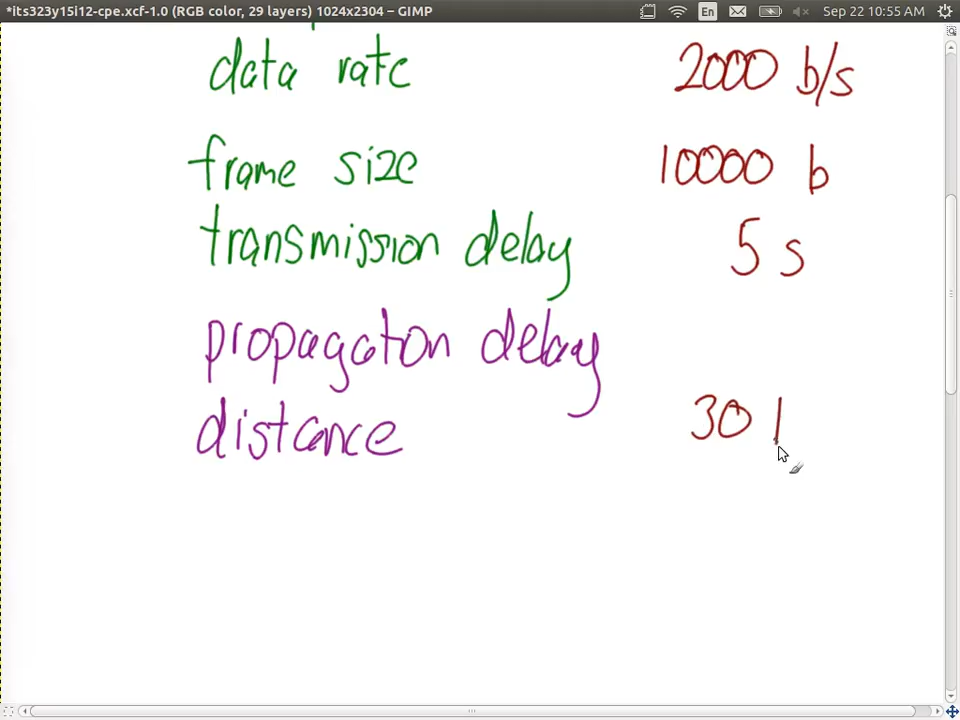 *its323y15i12-cpe.xcf-1.0 (RGB color, 29 layers) 1024x2304 – GIMP En Sep 22 10:55 AM
data rate 2000 b/s
frame size 10000 b
transmission delay 5 s
propagation delay
distance 30